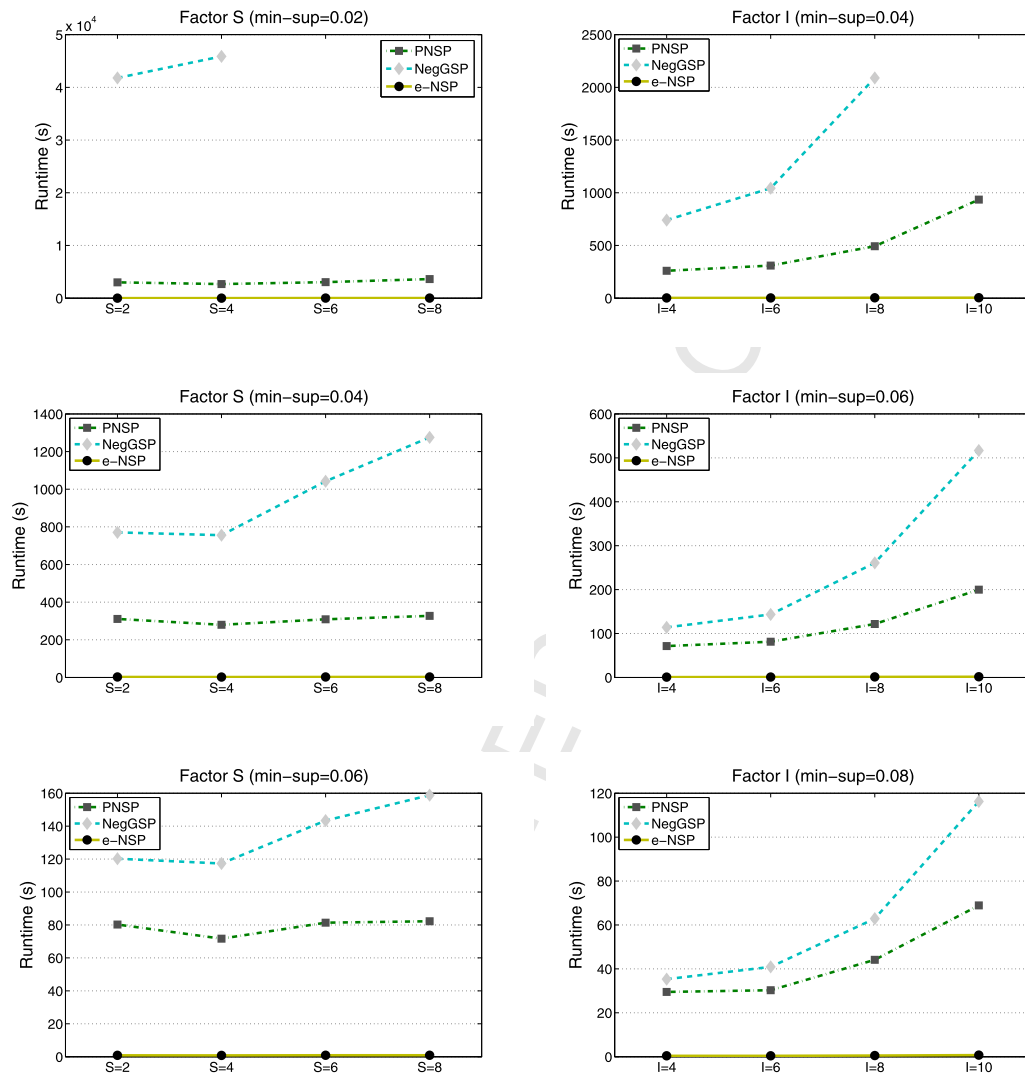 Factor S (min-sup=0.02)
x 10^4
5
4
3
2
1
0
Runtime (s)
S=2 S=4 S=6 S=8
PNSP
NegGSP
e-NSP
Factor I (min-sup=0.04)
2500
2000
1500
1000
500
0
Runtime (s)
I=4 I=6 I=8 I=10
PNSP
NegGSP
e-NSP
Factor S (min-sup=0.04)
1400
1200
1000
800
600
400
200
0
Runtime (s)
S=2 S=4 S=6 S=8
PNSP
NegGSP
e-NSP
Factor I (min-sup=0.06)
600
500
400
300
200
100
0
Runtime (s)
I=4 I=6 I=8 I=10
PNSP
NegGSP
e-NSP
Factor S (min-sup=0.06)
160
140
120
100
80
60
40
20
0
Runtime (s)
S=2 S=4 S=6 S=8
PNSP
NegGSP
e-NSP
Factor I (min-sup=0.08)
120
100
80
60
40
20
0
Runtime (s)
I=4 I=6 I=8 I=10
PNSP
NegGSP
e-NSP